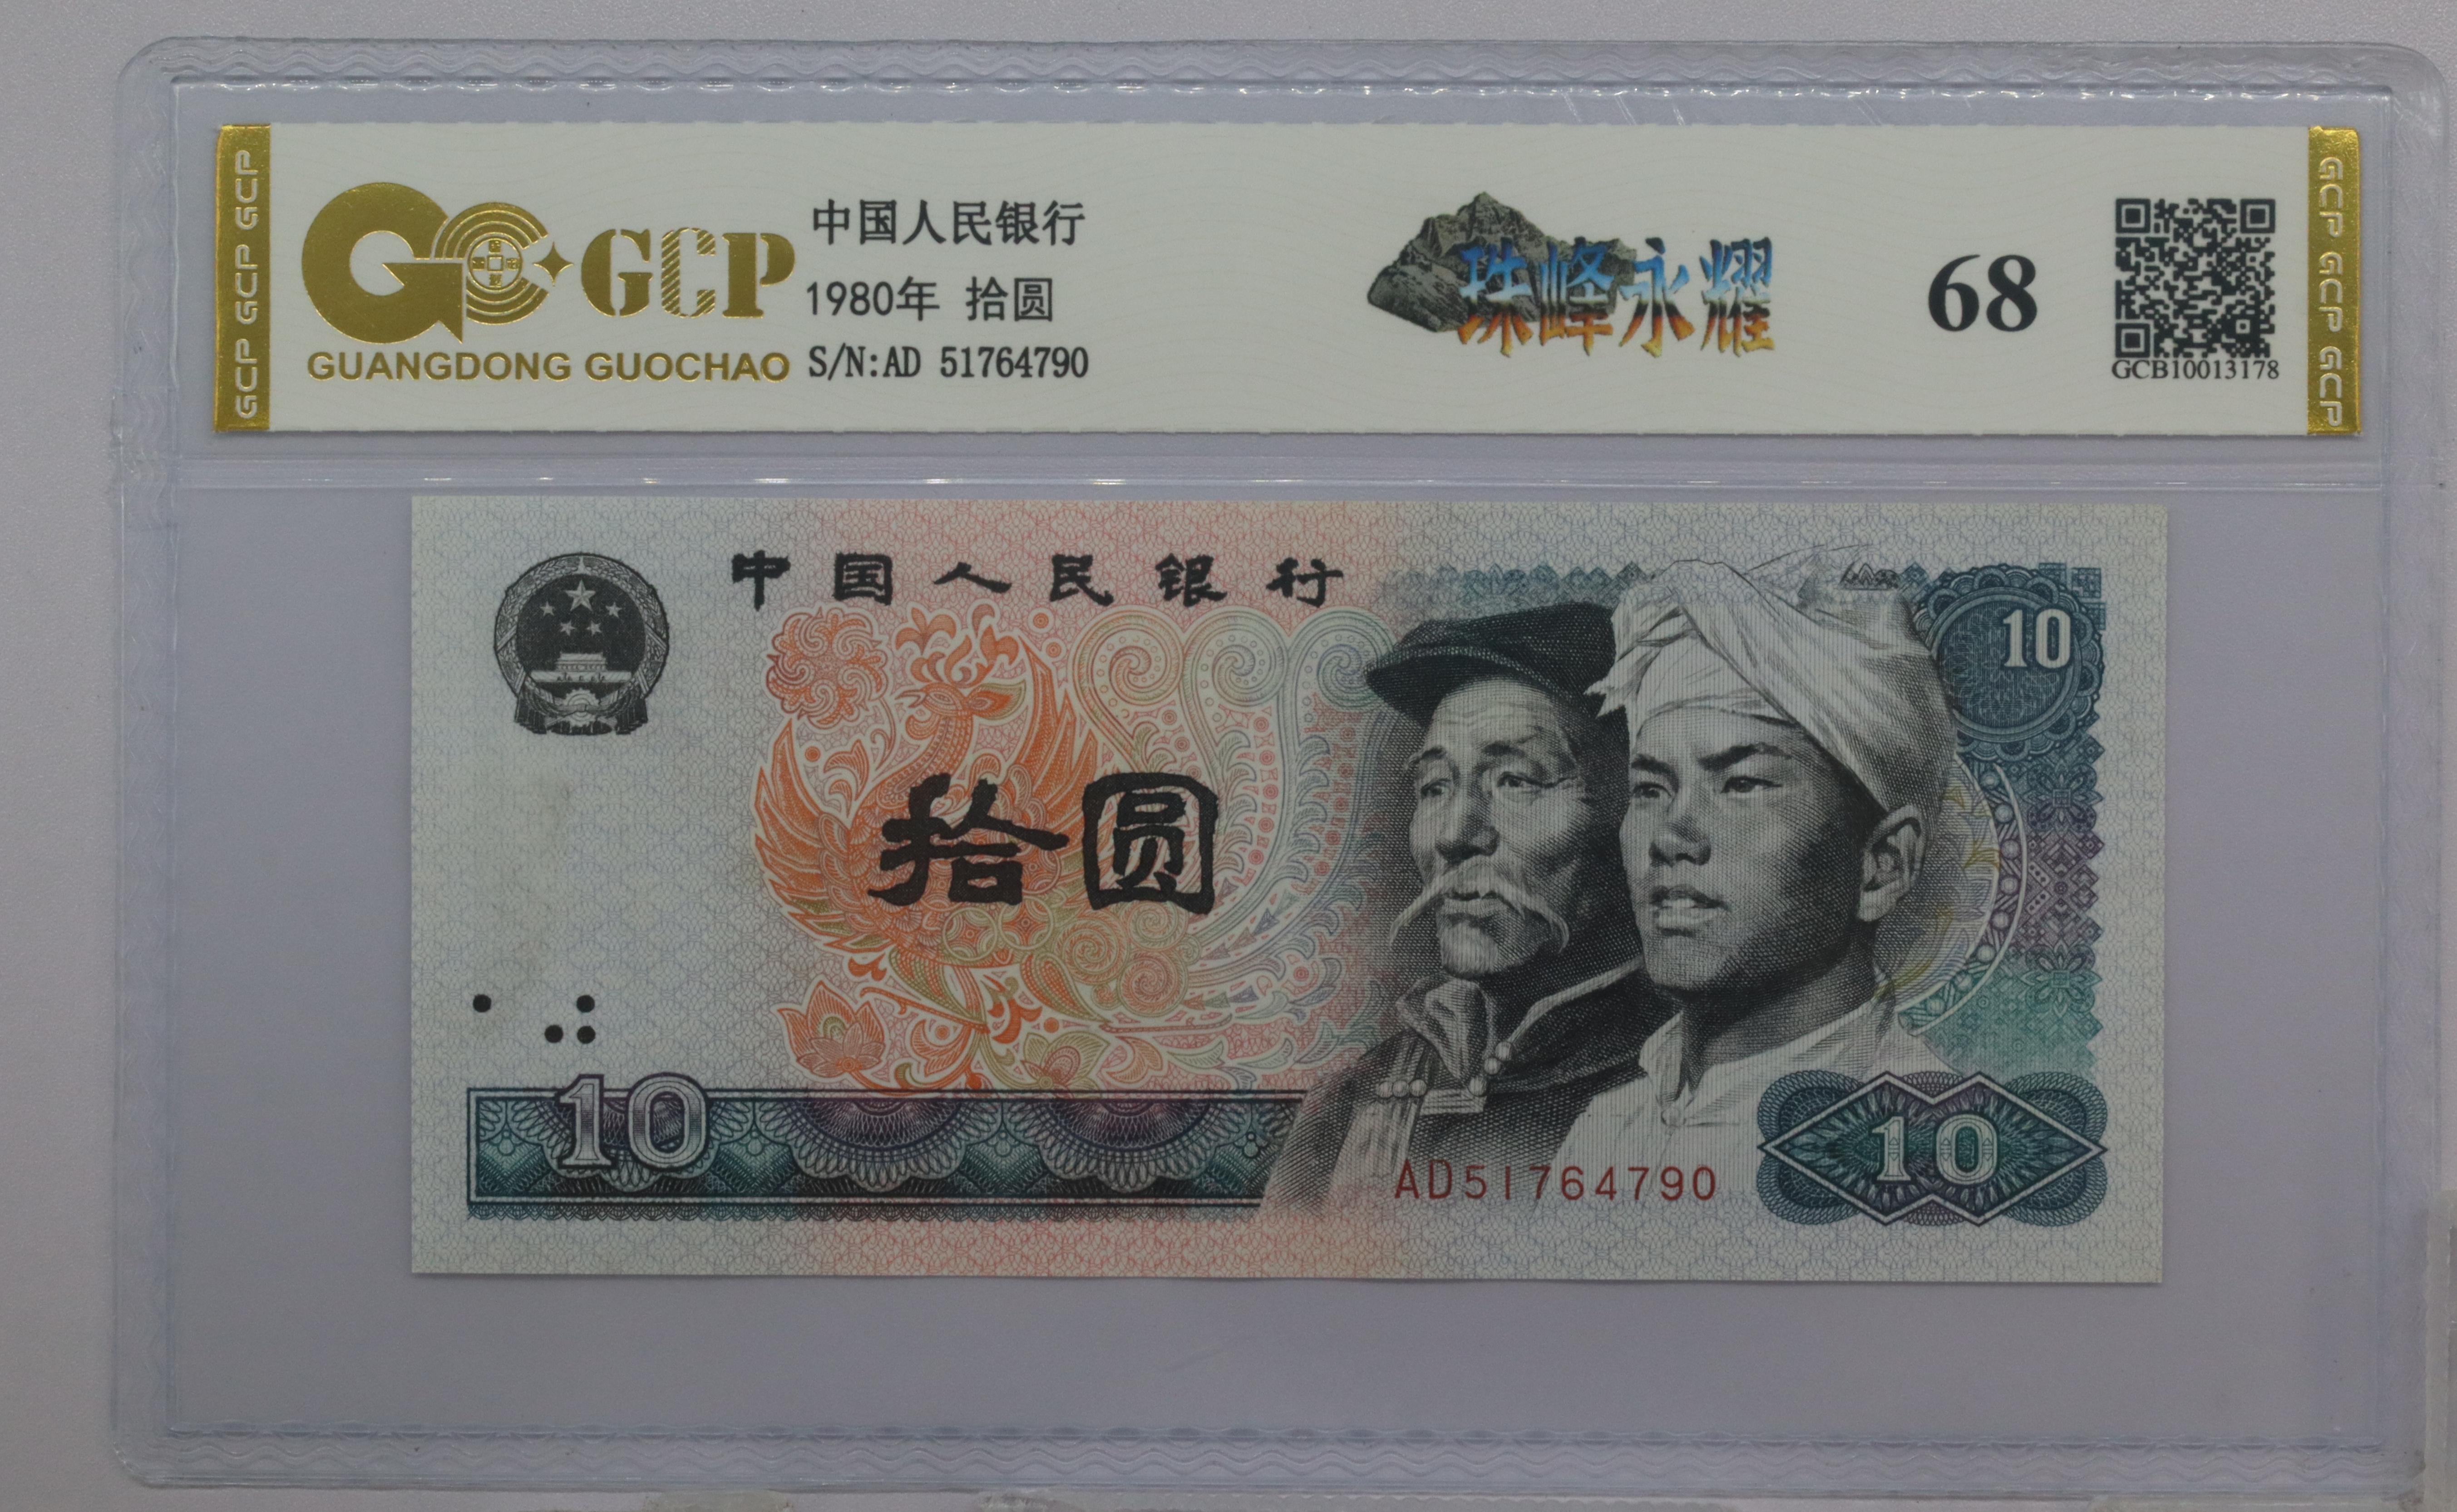 GCP GCP GCP
GCP
GUANGDONG GUOCHAO
中国人民银行
1980年 拾圆
S/N:AD 51764790
珠峰永耀
68
GCB10013178
GCP GCP GCP
中国人民银行
10
拾圆
10
AD51764790
10